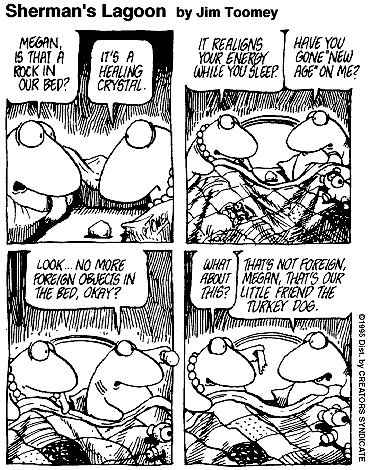 Sherman's Lagoon by Jim Toomey
MEGAN,
IS THAT A
ROCK IN
OUR BED?
IT'S A
HEALING
CRYSTAL.
IT REALIGNS
YOUR ENERGY
WHILE YOU SLEEP.
HAVE YOU
GONE "NEW
AGE" ON ME?
LOOK... NO MORE
FOREIGN OBJECTS IN
THE BED, OKAY?
WHAT
ABOUT
THIS?
THAT'S NOT FOREIGN,
MEGAN, THAT'S OUR
LITTLE FRIEND THE
TURKEY DOG.
©1995 Dist. by CREATORS SYNDICATE